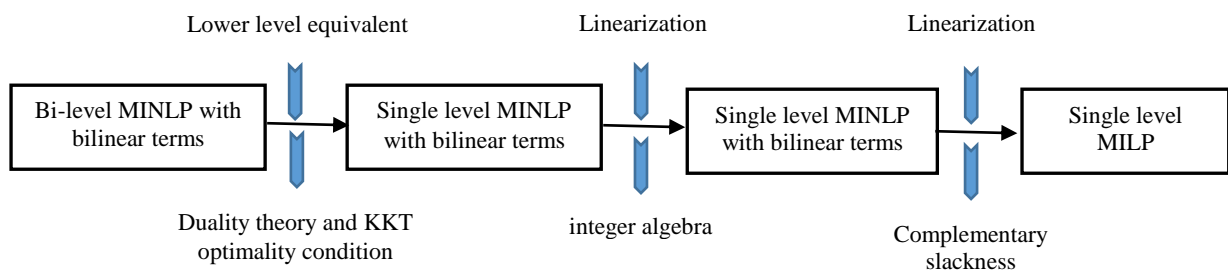 Lower level equivalent
Linearization
Linearization
Bi-level MINLP with
bilinear terms
Single level MINLP
with bilinear terms
Single level MINLP
with bilinear terms
Single level
MILP
Duality theory and KKT
optimality condition
integer algebra
Complementary
slackness